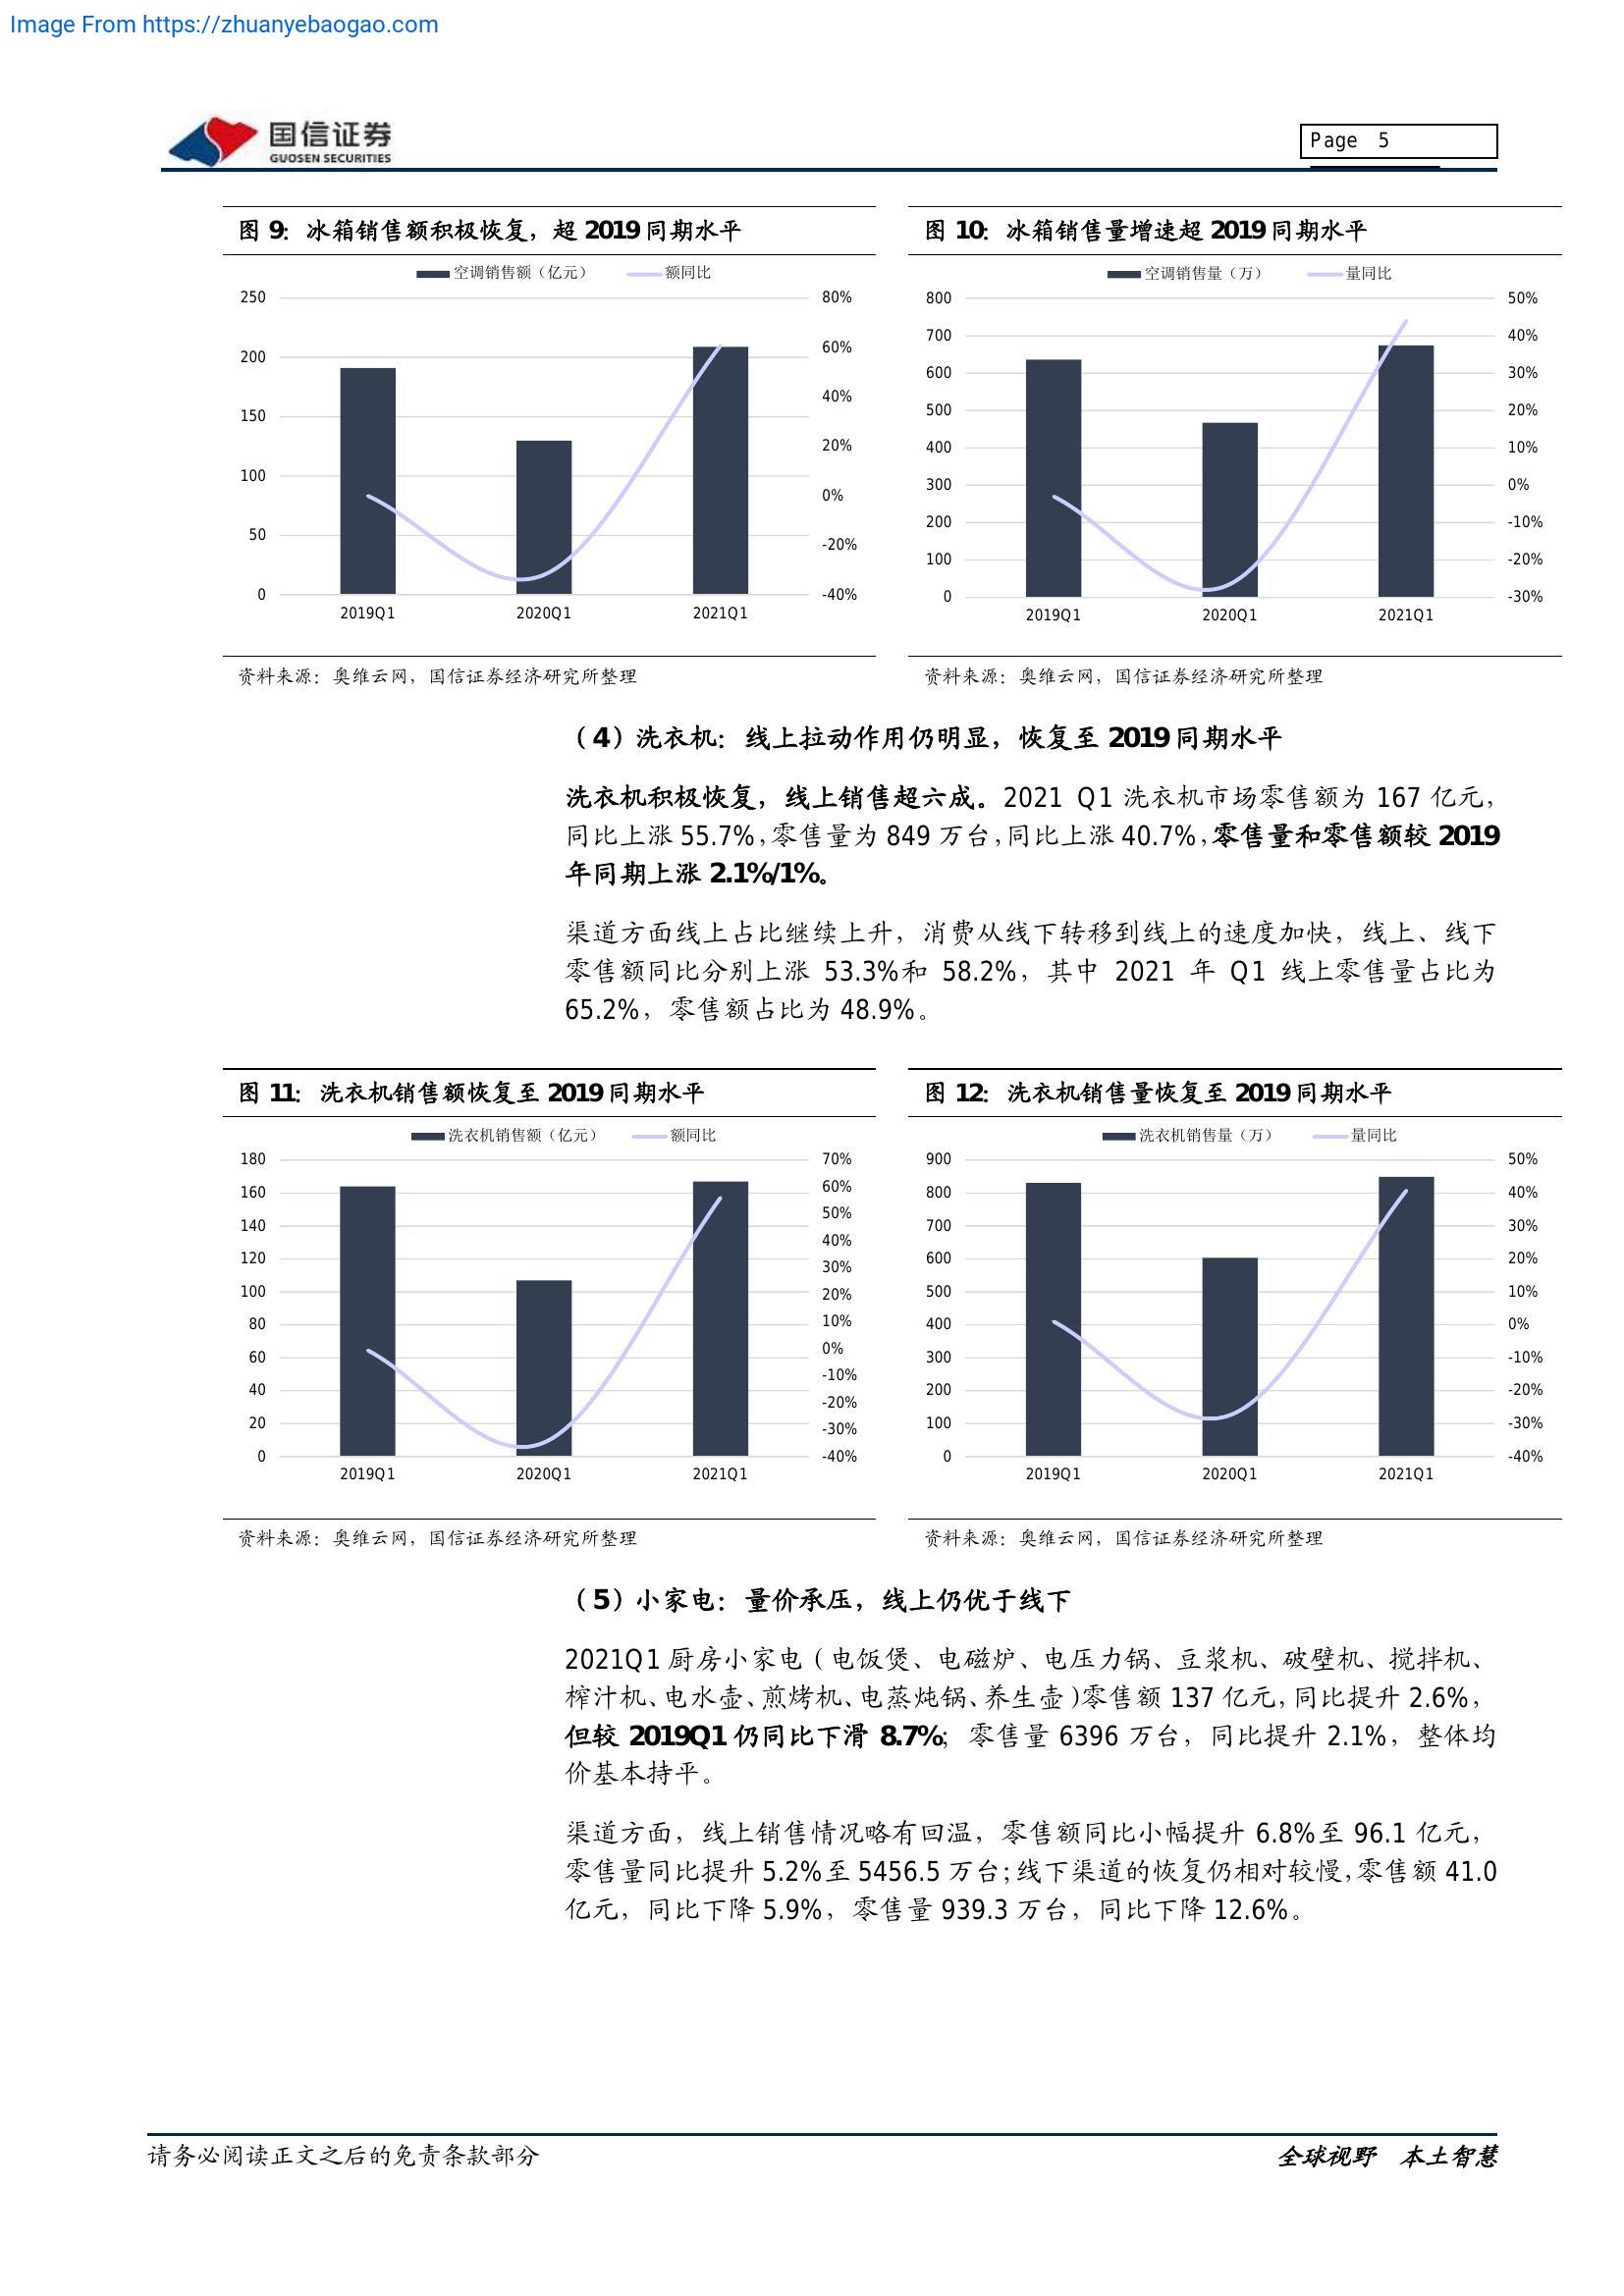 Image From https://zhuanyebaogao.com
国信证券
GUOSEN SECURITIES
Page 5
图 9：冰箱销售额积极恢复，超 2019 同期水平
空调销售额（亿元） 额同比
250
200
150
100
50
0
80%
60%
40%
20%
0%
-20%
-40%
2019Q1 2020Q1 2021Q1
资料来源：奥维云网，国信证券经济研究所整理
图 10：冰箱销售量增速超 2019 同期水平
空调销售量（万） 量同比
800
700
600
500
400
300
200
100
0
50%
40%
30%
20%
10%
0%
-10%
-20%
-30%
2019Q1 2020Q1 2021Q1
资料来源：奥维云网，国信证券经济研究所整理
（4）洗衣机：线上拉动作用仍明显，恢复至 2019 同期水平
洗衣机积极恢复，线上销售超六成。2021 Q1 洗衣机市场零售额为 167 亿元，
同比上涨 55.7%，零售量为 849 万台，同比上涨 40.7%，零售量和零售额较 2019
年同期上涨 2.1%/1%。
渠道方面线上占比继续上升，消费从线下转移到线上的速度加快，线上、线下
零售额同比分别上涨 53.3%和 58.2%，其中 2021 年 Q1 线上零售量占比为
65.2%，零售额占比为 48.9%。
图 11：洗衣机销售额恢复至 2019 同期水平
洗衣机销售额（亿元） 额同比
180
160
140
120
100
80
60
40
20
0
70%
60%
50%
40%
30%
20%
10%
0%
-10%
-20%
-30%
-40%
2019Q1 2020Q1 2021Q1
资料来源：奥维云网，国信证券经济研究所整理
图 12：洗衣机销售量恢复至 2019 同期水平
洗衣机销售量（万） 量同比
900
800
700
600
500
400
300
200
100
0
50%
40%
30%
20%
10%
0%
-10%
-20%
-30%
-40%
2019Q1 2020Q1 2021Q1
资料来源：奥维云网，国信证券经济研究所整理
（5）小家电：量价承压，线上仍优于线下
2021Q1 厨房小家电（电饭煲、电磁炉、电压力锅、豆浆机、破壁机、搅拌机、
榨汁机、电水壶、煎烤机、电蒸炖锅、养生壶）零售额 137 亿元，同比提升 2.6%，
但较 2019Q1 仍同比下滑 8.7%；零售量 6396 万台，同比提升 2.1%，整体均
价基本持平。
渠道方面，线上销售情况略有回温，零售额同比小幅提升 6.8%至 96.1 亿元，
零售量同比提升 5.2%至 5456.5 万台；线下渠道的恢复仍相对较慢，零售额 41.0
亿元，同比下降 5.9%，零售量 939.3 万台，同比下降 12.6%。
请务必阅读正文之后的免责条款部分
全球视野 本土智慧